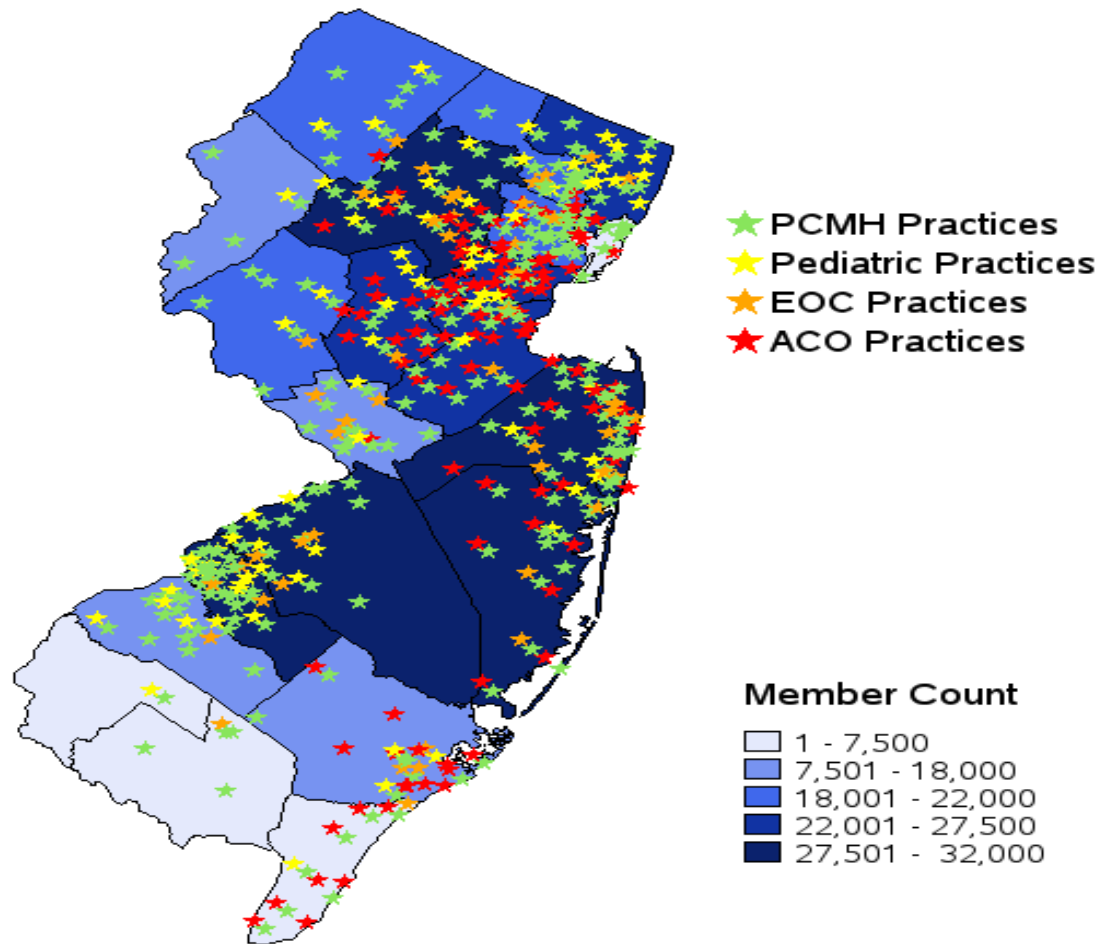 PCMH Practices
Pediatric Practices
EOC Practices
ACO Practices
Member Count
1 - 7,500
7,501 - 18,000
18,001 - 22,000
22,001 - 27,500
27,501 - 32,000